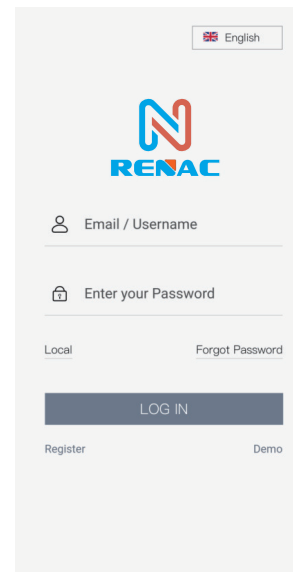 English
RENAC
Email / Username
Enter your Password
Local Forgot Password
LOG IN
Register Demo